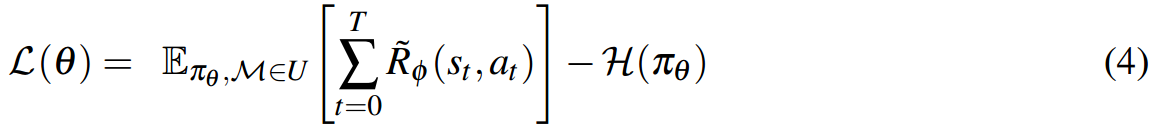 ℒ(θ) = 𝔼_{π_θ,ℳ∈U} [ ∑_{t=0}^{T} R̃_ϕ(s_t, a_t) ] − ℋ(π_θ) (4)